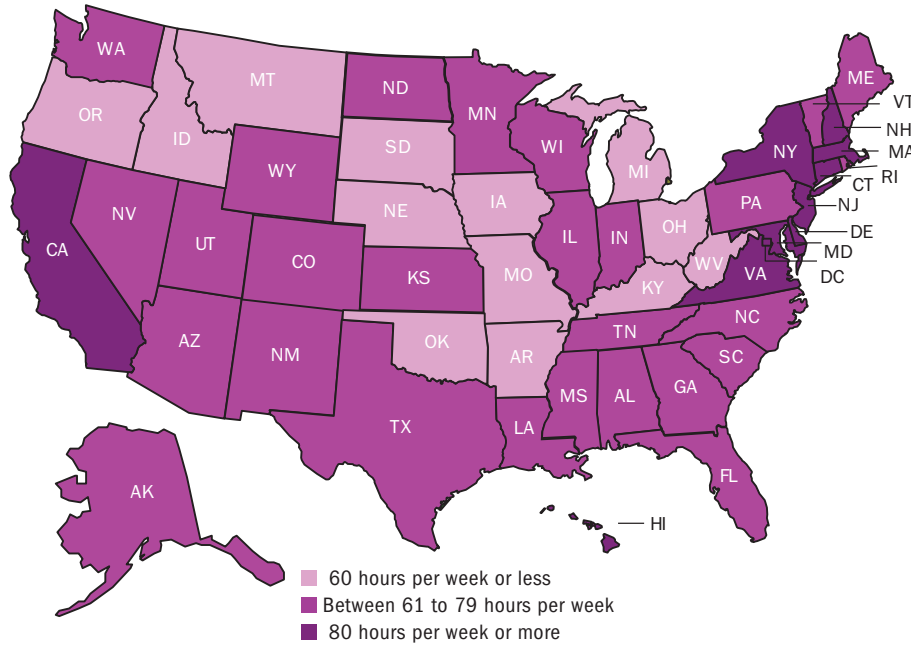 WA
MT
ND
MN
ME
VT
OR
ID
SD
WI
MI
NY
NH
MA
RI
CT
WY
NE
IA
PA
NJ
NV
UT
CO
KS
MO
IL
IN
OH
WV
VA
DE
MD
DC
CA
KY
AZ
NM
OK
AR
TN
NC
SC
TX
LA
MS
AL
GA
FL
AK
HI
60 hours per week or less
Between 61 to 79 hours per week
80 hours per week or more